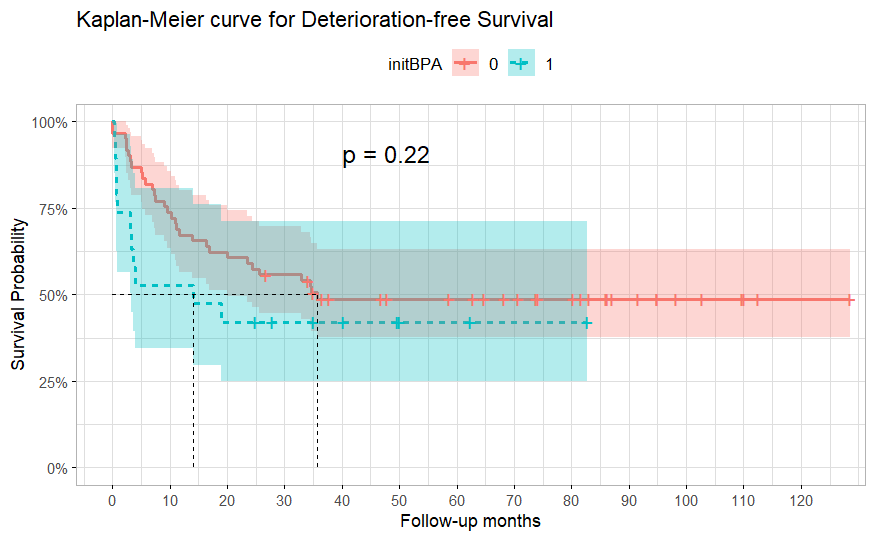 Kaplan-Meier curve for Deterioration-free Survival
initBPA 0 1
p = 0.22
Survival Probability
100%
75%
50%
25%
0%
0 10 20 30 40 50 60 70 80 90 100 110 120
Follow-up months